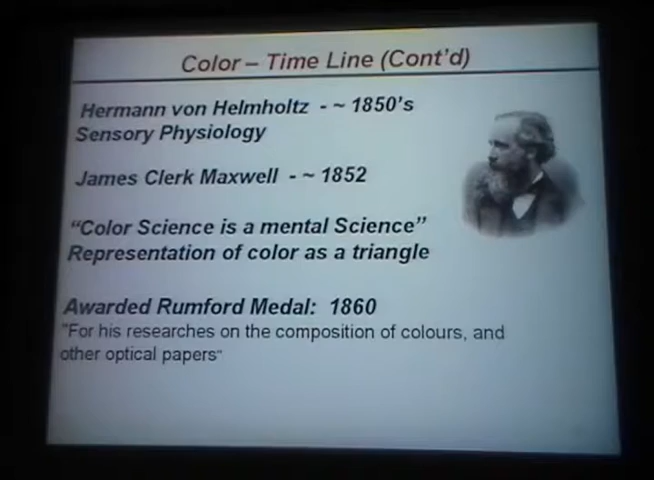 Color – Time Line (Cont'd)
Hermann von Helmholtz - ~ 1850's
Sensory Physiology
James Clerk Maxwell - ~ 1852
“Color Science is a mental Science”
Representation of color as a triangle
Awarded Rumford Medal: 1860
"For his researches on the composition of colours, and
other optical papers"